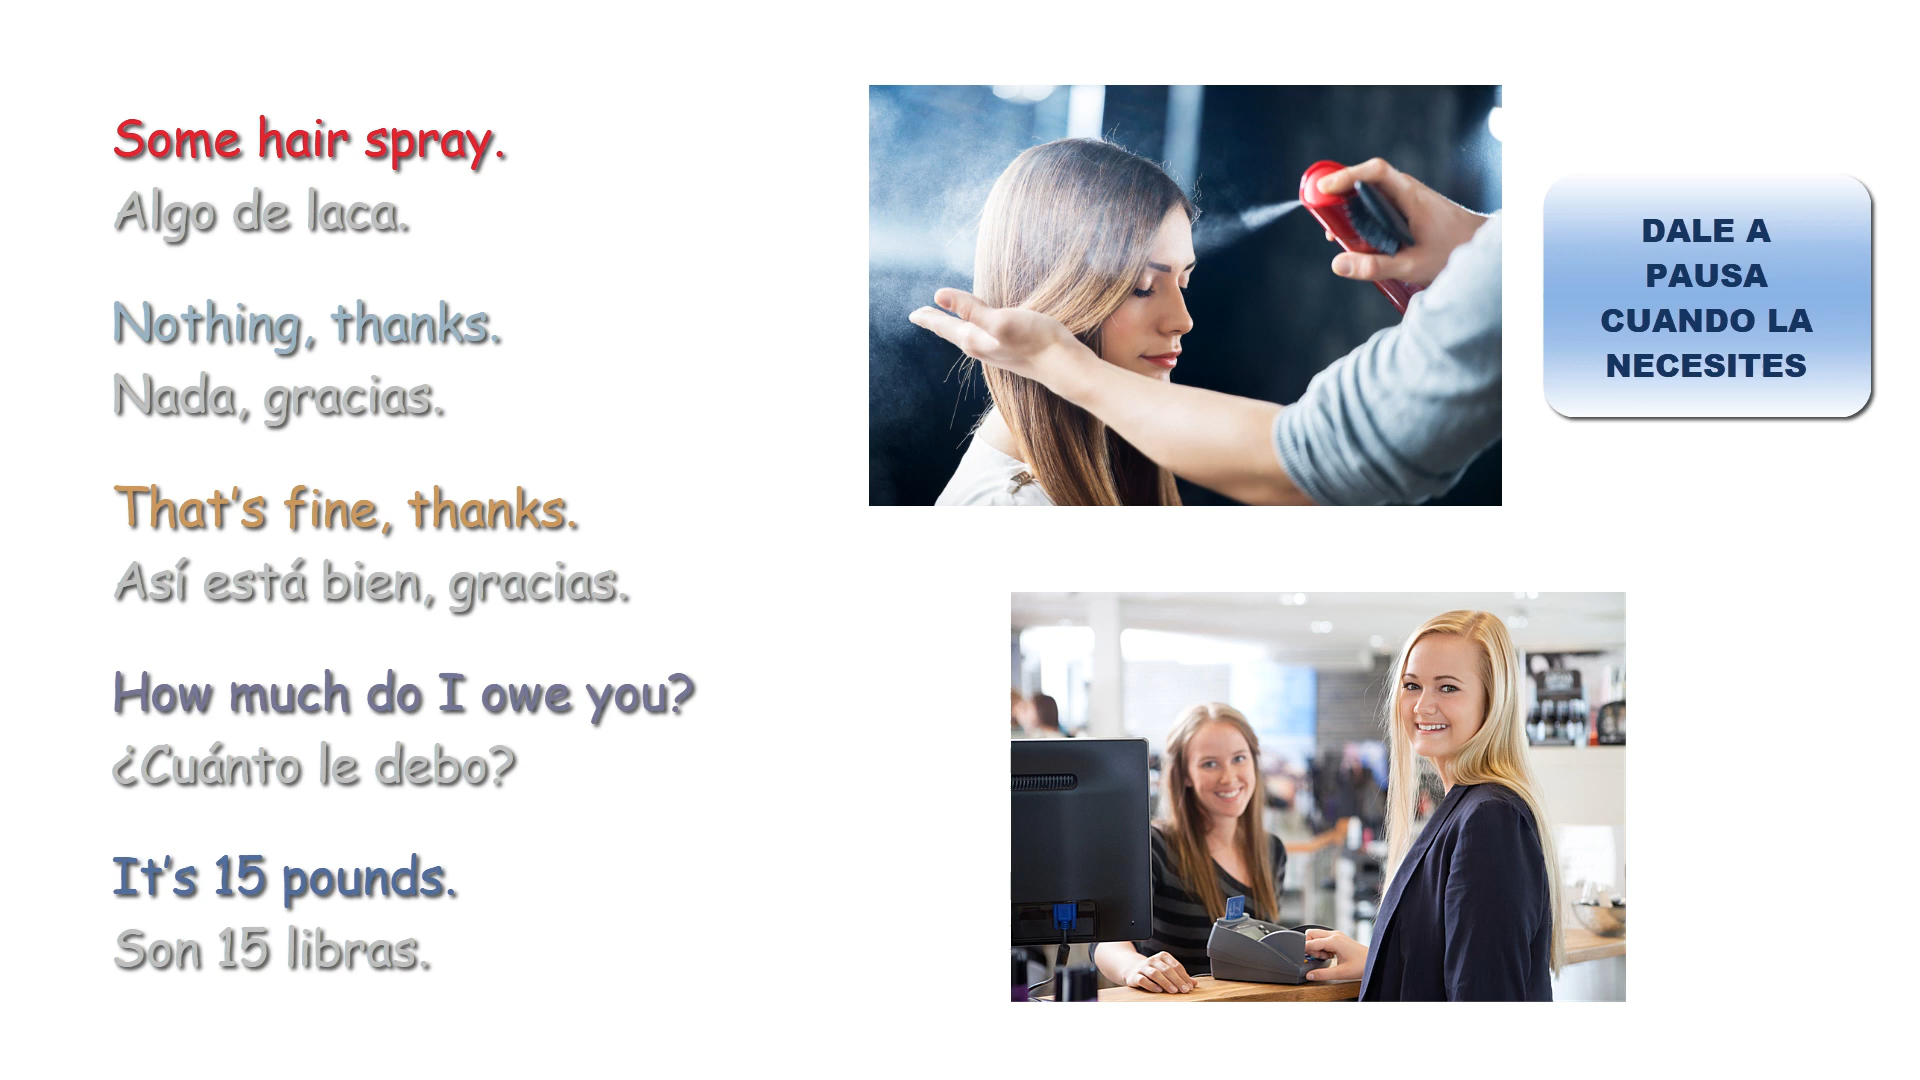 Some hair spray.
Algo de laca.
Nothing, thanks.
Nada, gracias.
That's fine, thanks.
Así está bien, gracias.
How much do I owe you?
¿Cuánto le debo?
It's 15 pounds.
Son 15 libras.
DALE A
PAUSA
CUANDO LA
NECESITES